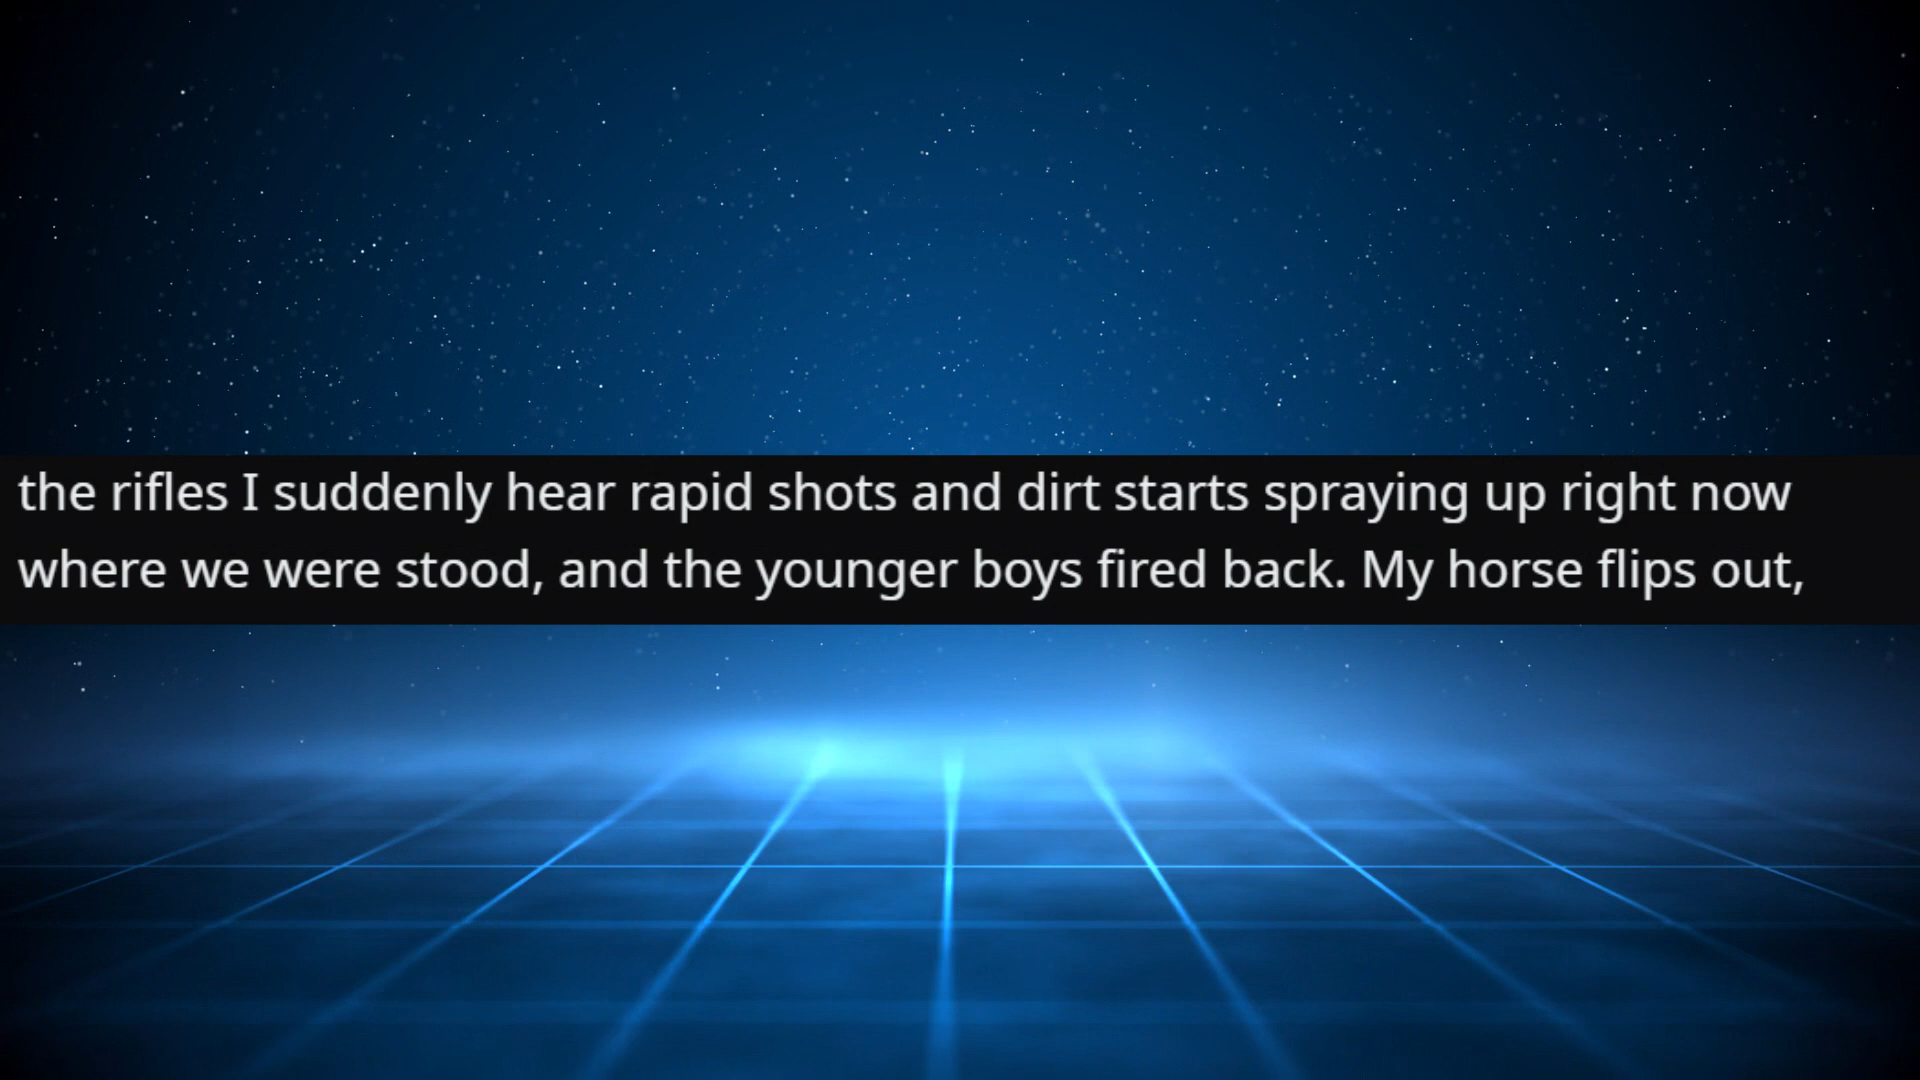 the rifles I suddenly hear rapid shots and dirt starts spraying up right now
where we were stood, and the younger boys fired back. My horse flips out,